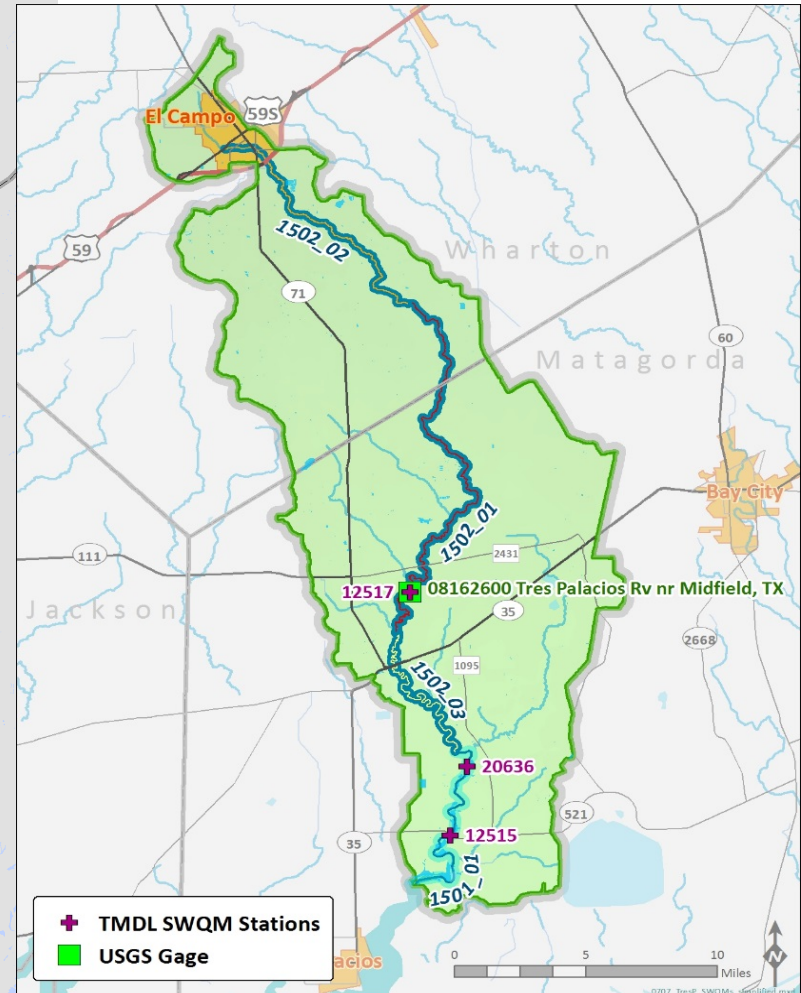 El Campo
59S
1502_02
59
Wharton
71
60
Matagorda
Bay City
1502_01
111
2431
12517
08162600 Tres Palacios Rv nr Midfield, TX
Jackson
35
2668
1095
1502_03
20636
521
12515
35
1501_01
TMDL SWQM Stations
USGS Gage
acios
0 5 10
Miles
N